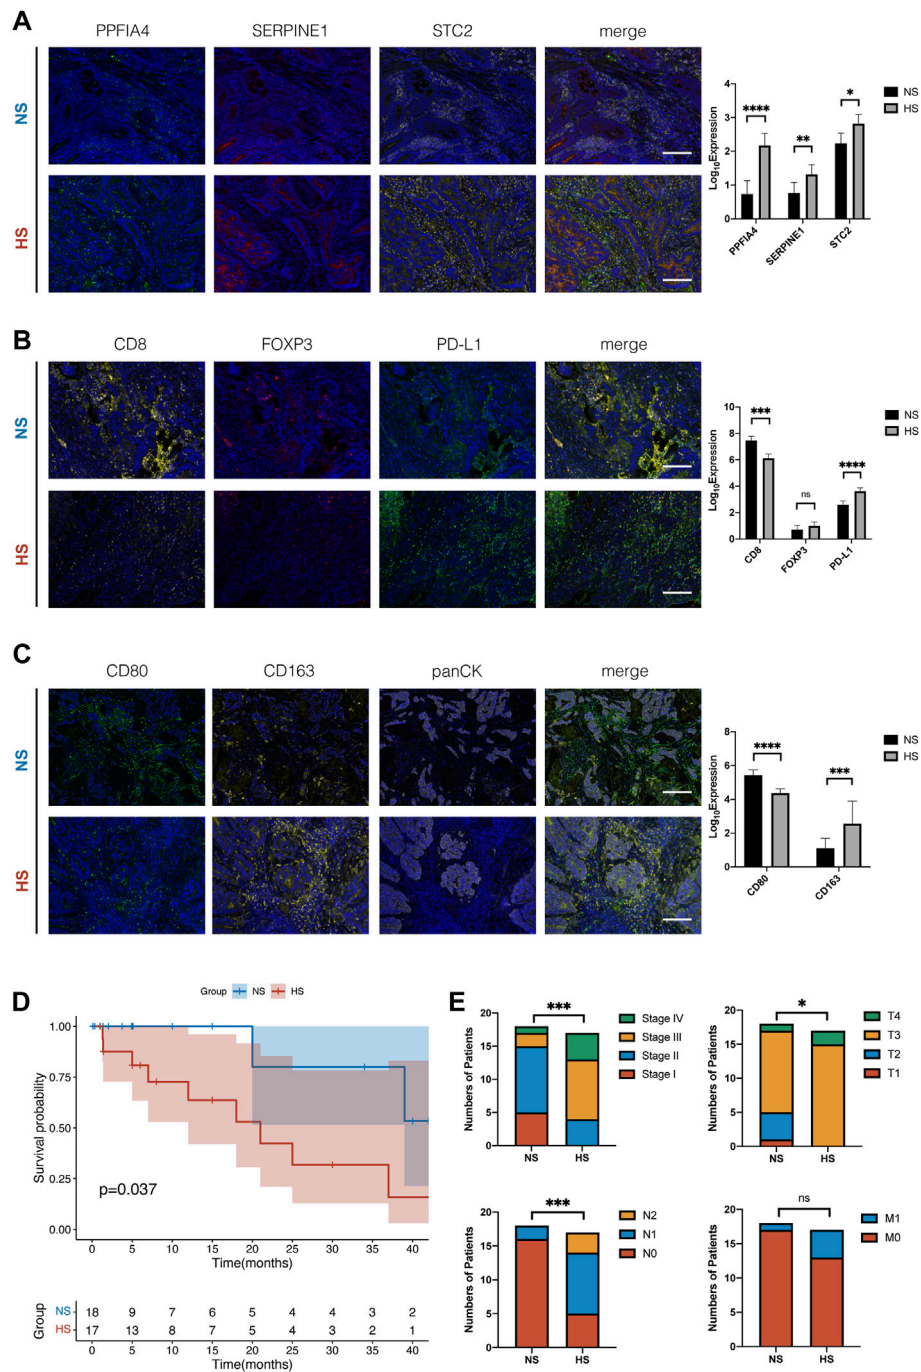 A
PPFIA4 SERPINE1 STC2 merge
NS
HS
Log10Expression
4
3
2
1
0
**** ** *
NS
HS
PPFIA4 SERPINE1 STC2
B
CD8 FOXP3 PD-L1 merge
NS
HS
Log10Expression
10
8
6
4
2
0
*** ns ****
NS
HS
CD8 FOXP3 PD-L1
C
CD80 CD163 panCK merge
NS
HS
Log10Expression
8
6
4
2
0
**** ***
NS
HS
CD80 CD163
D
Group NS HS
Survival probability
1.00
0.75
0.50
0.25
0.00
p=0.037
0 5 10 15 20 25 30 35 40
Time(months)
Group
NS 18 9 7 6 5 4 4 3 2
HS 17 13 8 7 5 4 3 2 1
0 5 10 15 20 25 30 35 40
Time(months)
E
Numbers of Patients
20
15
10
5
0
***
NS HS
Stage IV
Stage III
Stage II
Stage I
Numbers of Patients
20
15
10
5
0
*
NS HS
T4
T3
T2
T1
Numbers of Patients
20
15
10
5
0
***
NS HS
N2
N1
N0
Numbers of Patients
20
15
10
5
0
ns
NS HS
M1
M0